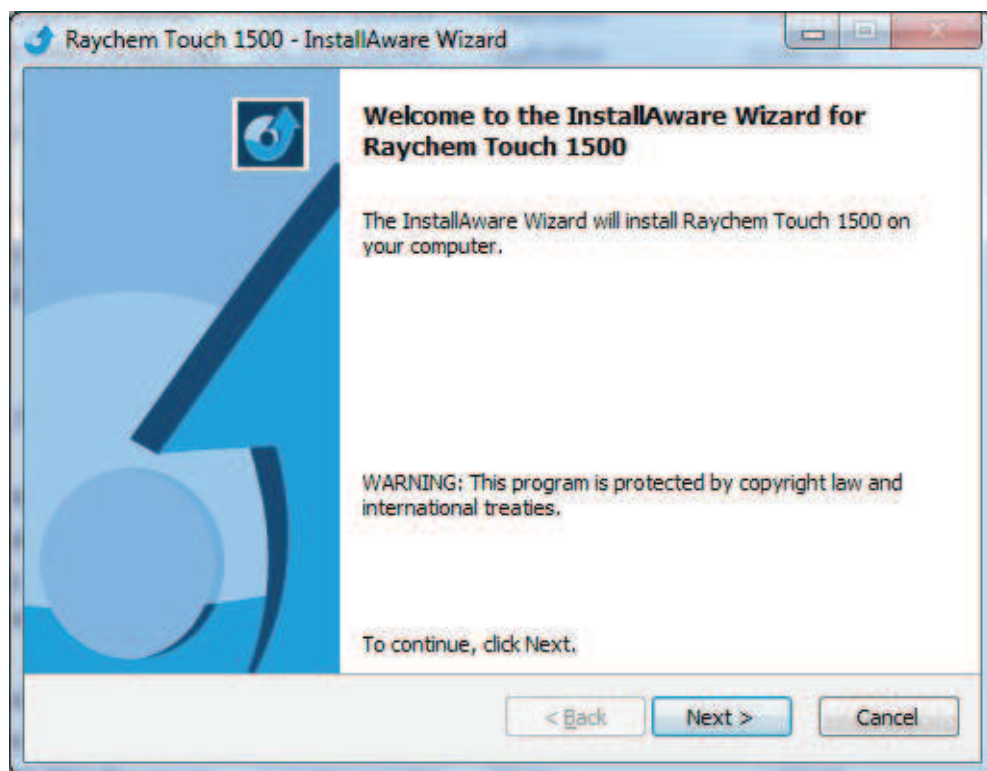 Raychem Touch 1500 - InstallAware Wizard
Welcome to the InstallAware Wizard for
Raychem Touch 1500
The InstallAware Wizard will install Raychem Touch 1500 on
your computer.
WARNING: This program is protected by copyright law and
international treaties.
To continue, click Next.
< Back
Next >
Cancel